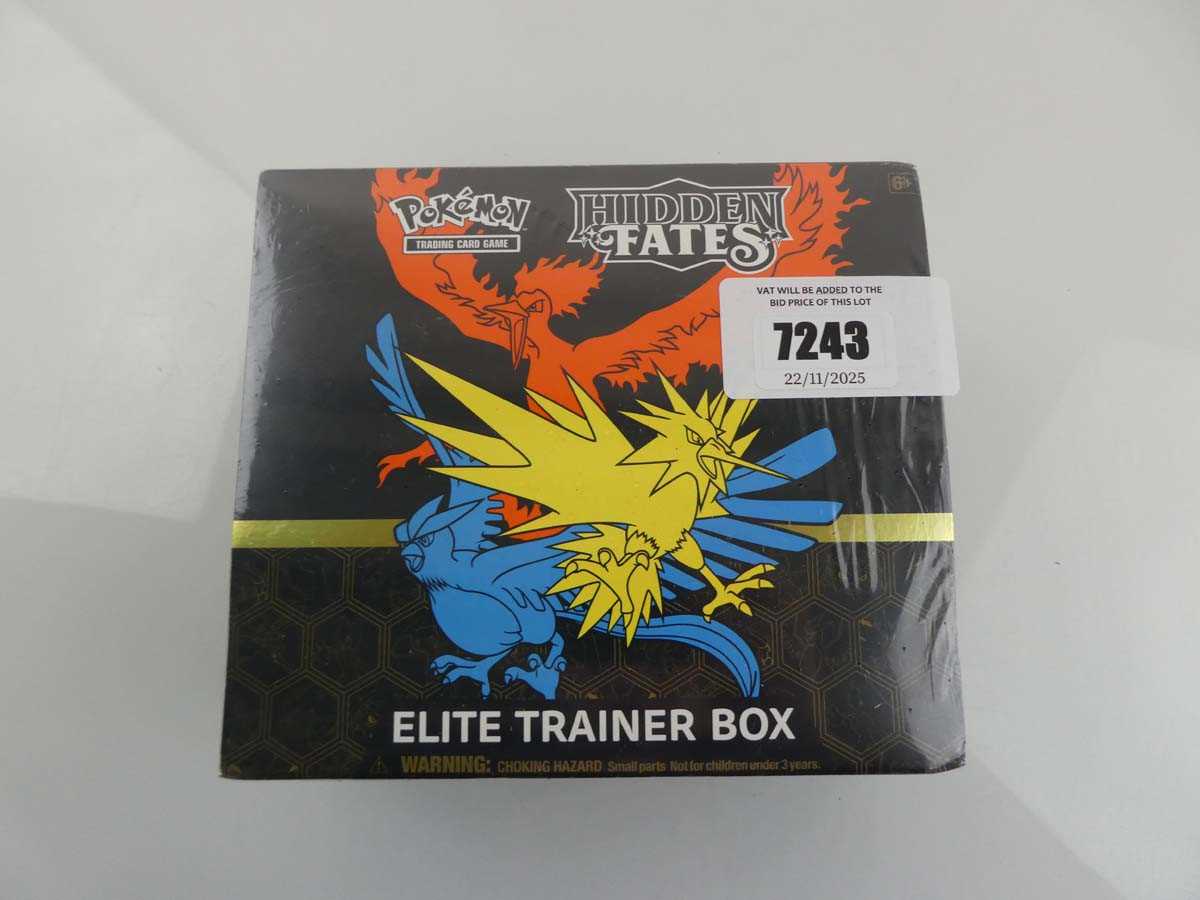 POKéMON
TRADING CARD GAME
HIDDEN
FATES
6+
VAT WILL BE ADDED TO THE
BID PRICE OF THIS LOT
7243
22/11/2025
ELITE TRAINER BOX
WARNING: CHOKING HAZARD Small parts Not for children under 3 years.